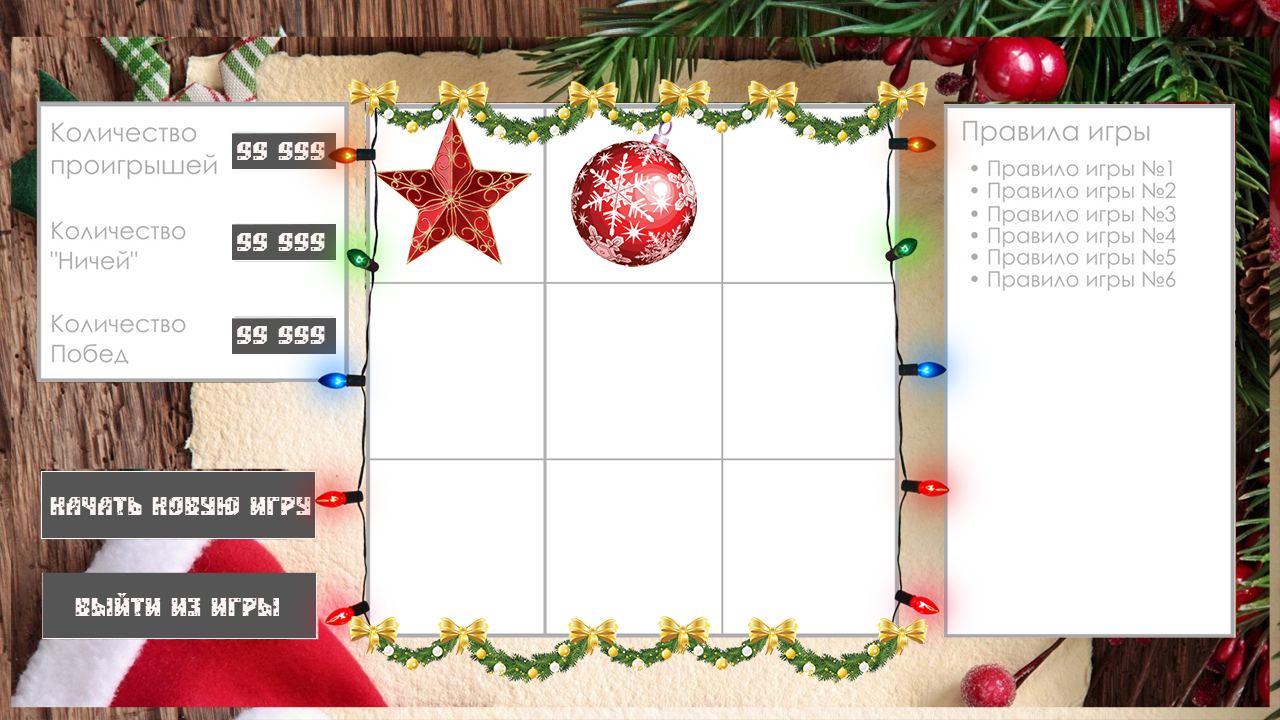 Количество
проигрышей
99 999
Количество
"Ничей"
99 999
Количество
Побед
99 999
НАЧАТЬ НОВУЮ ИГРУ
ВЫЙТИ ИЗ ИГРЫ
Правила игры
• Правило игры №1
• Правило игры №2
• Правило игры №3
• Правило игры №4
• Правило игры №5
• Правило игры №6